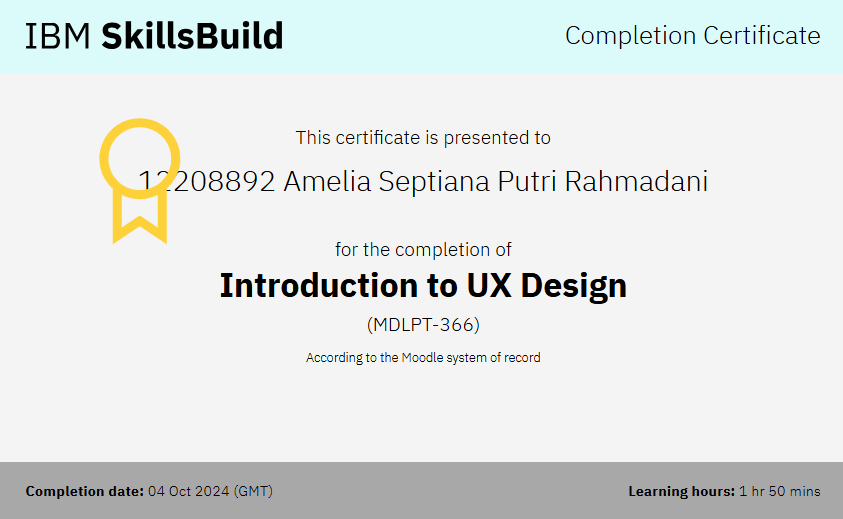 IBM SkillsBuild
Completion Certificate
This certificate is presented to
12208892 Amelia Septiana Putri Rahmadani
for the completion of
Introduction to UX Design
(MDLPT-366)
According to the Moodle system of record
Completion date: 04 Oct 2024 (GMT)
Learning hours: 1 hr 50 mins